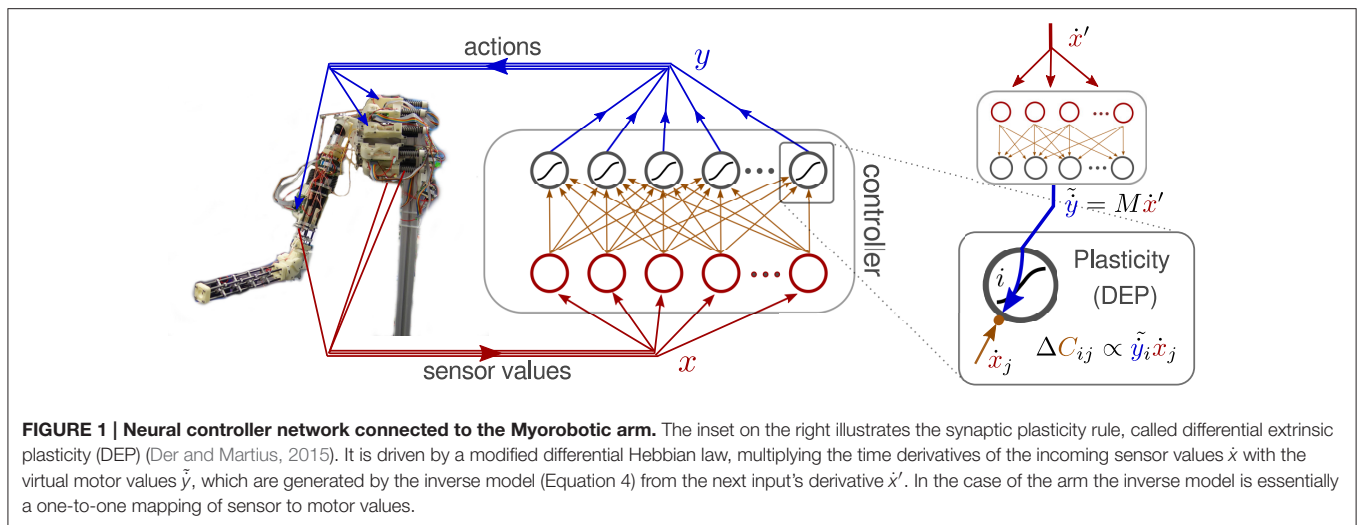 actions
y
controller
x
sensor values
ẋ′
ỹ̇ = Mẋ′
Plasticity
(DEP)
i
ẋⱼ
ΔCᵢⱼ ∝ ỹ̇ᵢẋⱼ
FIGURE 1 | Neural controller network connected to the Myorobotic arm. The inset on the right illustrates the synaptic plasticity rule, called differential extrinsic
plasticity (DEP) (Der and Martius, 2015). It is driven by a modified differential Hebbian law, multiplying the time derivatives of the incoming sensor values ẋ with the
virtual motor values ỹ̇, which are generated by the inverse model (Equation 4) from the next input's derivative ẋ′. In the case of the arm the inverse model is essentially
a one-to-one mapping of sensor to motor values.